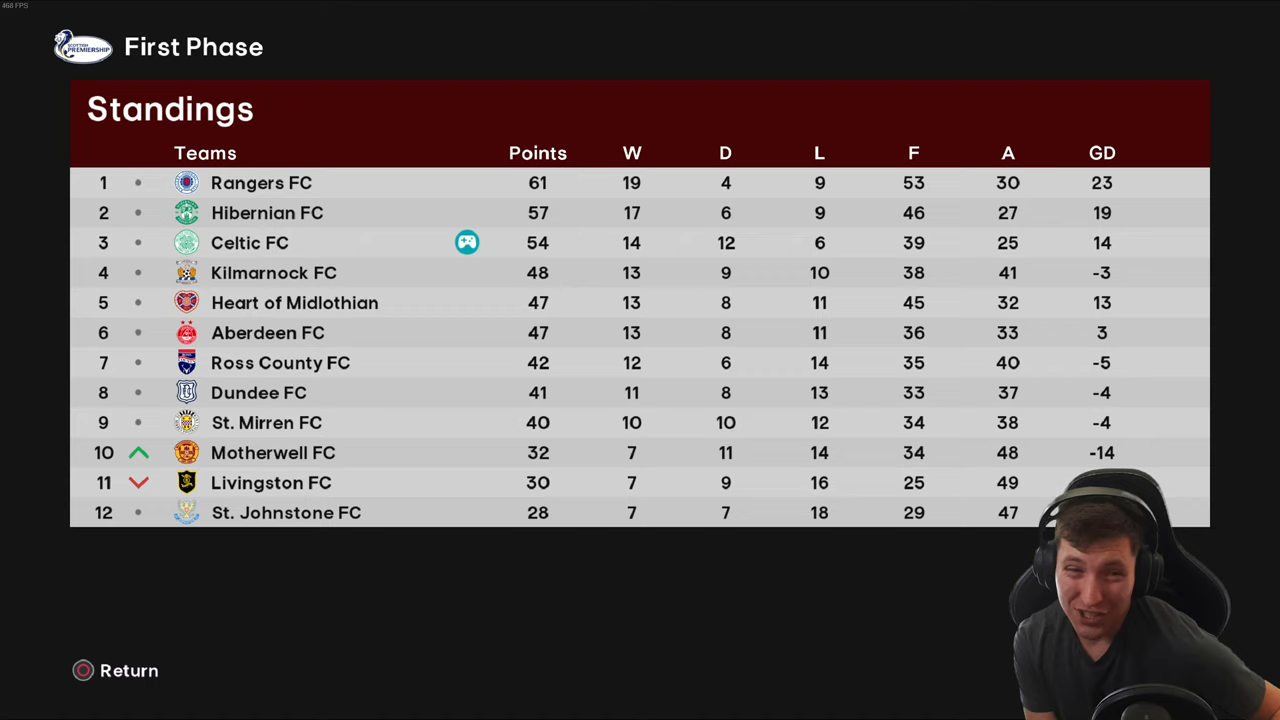 468 FPS
SCOTTISH PREMIERSHIP First Phase
Standings
Teams Points W D L F A GD
1 Rangers FC 61 19 4 9 53 30 23
2 Hibernian FC 57 17 6 9 46 27 19
3 Celtic FC 54 14 12 6 39 25 14
4 Kilmarnock FC 48 13 9 10 38 41 -3
5 Heart of Midlothian 47 13 8 11 45 32 13
6 Aberdeen FC 47 13 8 11 36 33 3
7 Ross County FC 42 12 6 14 35 40 -5
8 Dundee FC 41 11 8 13 33 37 -4
9 St. Mirren FC 40 10 10 12 34 38 -4
10 Motherwell FC 32 7 11 14 34 48 -14
11 Livingston FC 30 7 9 16 25 49
12 St. Johnstone FC 28 7 7 18 29 47
Return